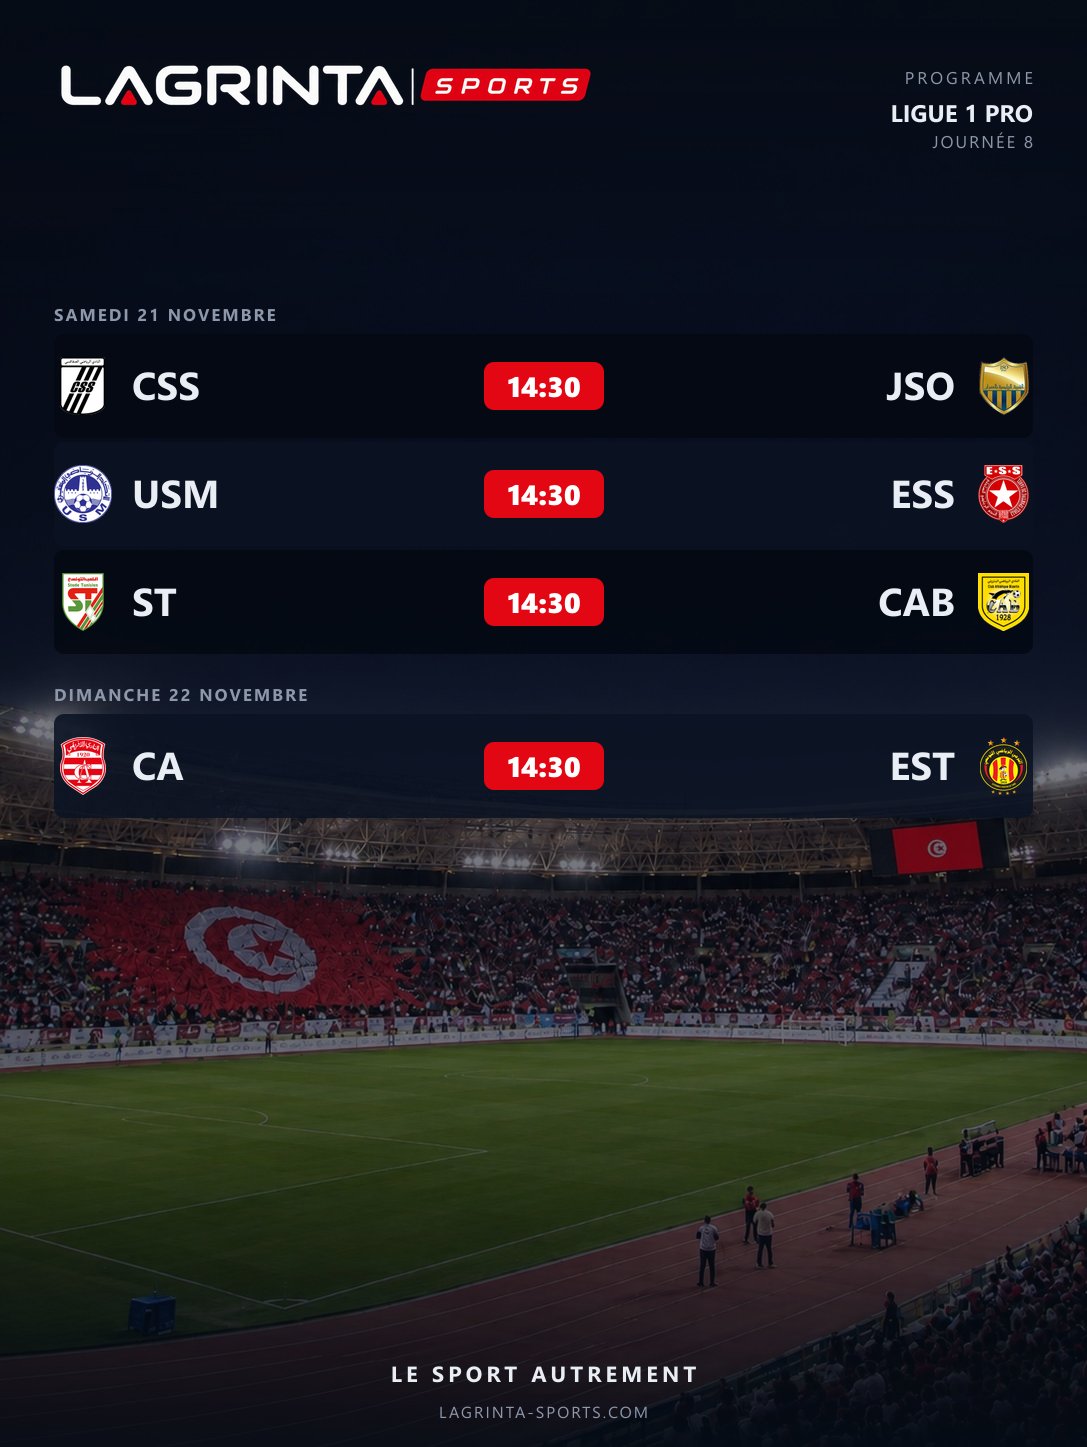 LAGRINTA SPORTS
PROGRAMME
LIGUE 1 PRO
JOURNÉE 8
SAMEDI 21 NOVEMBRE
CSS 14:30 JSO
USM 14:30 ESS
ST 14:30 CAB
DIMANCHE 22 NOVEMBRE
CA 14:30 EST
LE SPORT AUTREMENT
LAGRINTA-SPORTS.COM